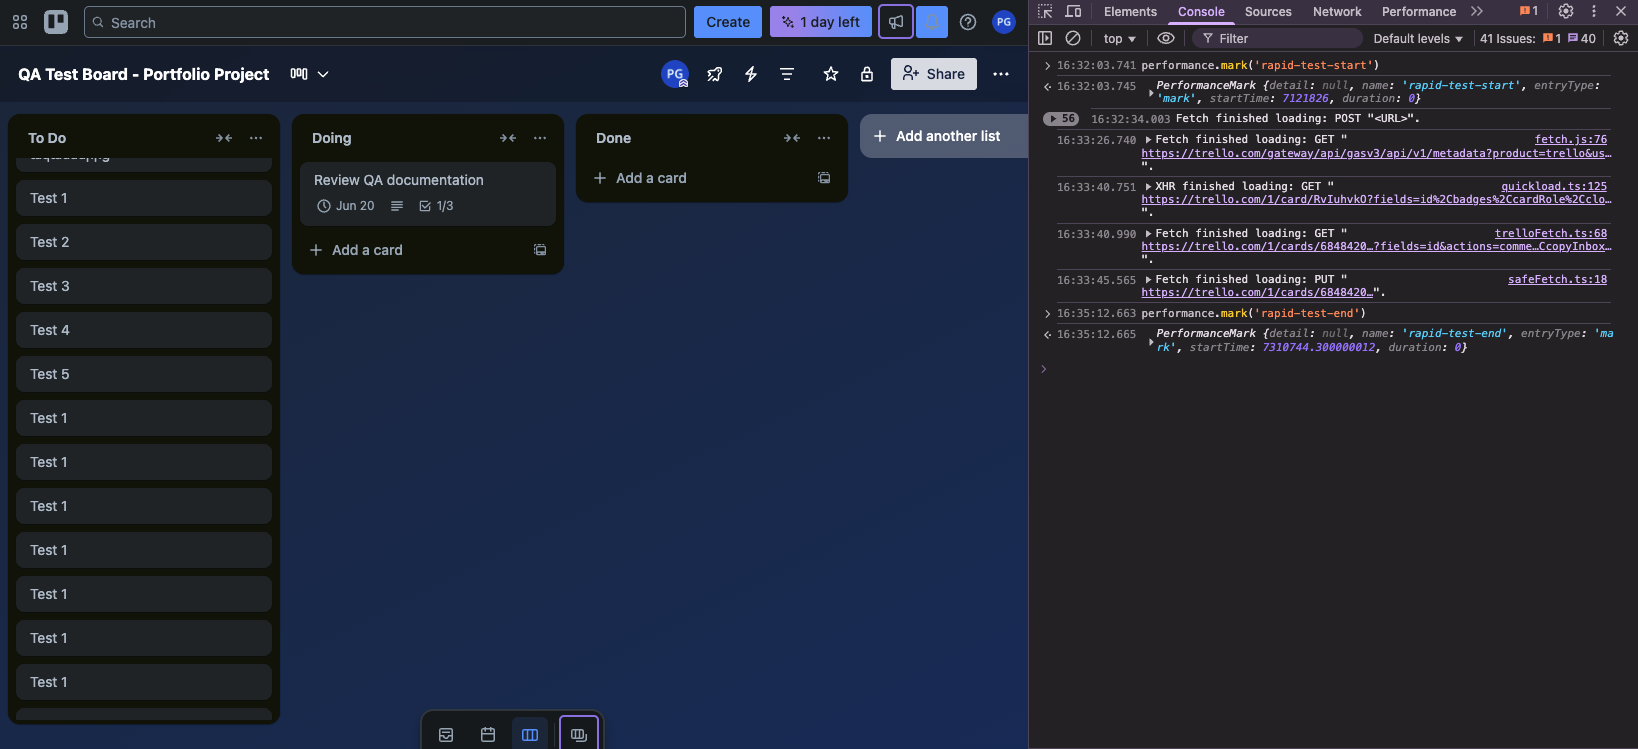 Search
Create
1 day left
PG
QA Test Board - Portfolio Project
PG
Share
To Do
Test 1
Test 2
Test 3
Test 4
Test 5
Test 1
Test 1
Test 1
Test 1
Test 1
Test 1
Test 1
Doing
Review QA documentation
Jun 20
1/3
Add a card
Done
Add a card
Add another list
Elements Console Sources Network Performance 1
top Filter Default levels 41 Issues: 1 40
16:32:03.741 performance.mark('rapid-test-start')
16:32:03.745 PerformanceMark {detail: null, name: 'rapid-test-start', entryType:
'mark', startTime: 7121826, duration: 0}
56 16:32:34.003 Fetch finished loading: POST "<URL>".
16:33:26.740 Fetch finished loading: GET " fetch.js:76
https://trello.com/gateway/api/gasv3/api/v1/metadata?product=trello&us…
".
16:33:40.751 XHR finished loading: GET " quickload.ts:125
https://trello.com/1/card/RvIuhvkO?fields=id%2Cbadges%2CcardRole%2Cclo…
".
16:33:40.990 Fetch finished loading: GET " trelloFetch.ts:68
https://trello.com/1/cards/6848420…?fields=id&actions=comme…CcopyInbox…
".
16:33:45.565 Fetch finished loading: PUT " safeFetch.ts:18
https://trello.com/1/cards/6848420…".
16:35:12.663 performance.mark('rapid-test-end')
16:35:12.665 PerformanceMark {detail: null, name: 'rapid-test-end', entryType: 'ma
rk', startTime: 7310744.300000012, duration: 0}